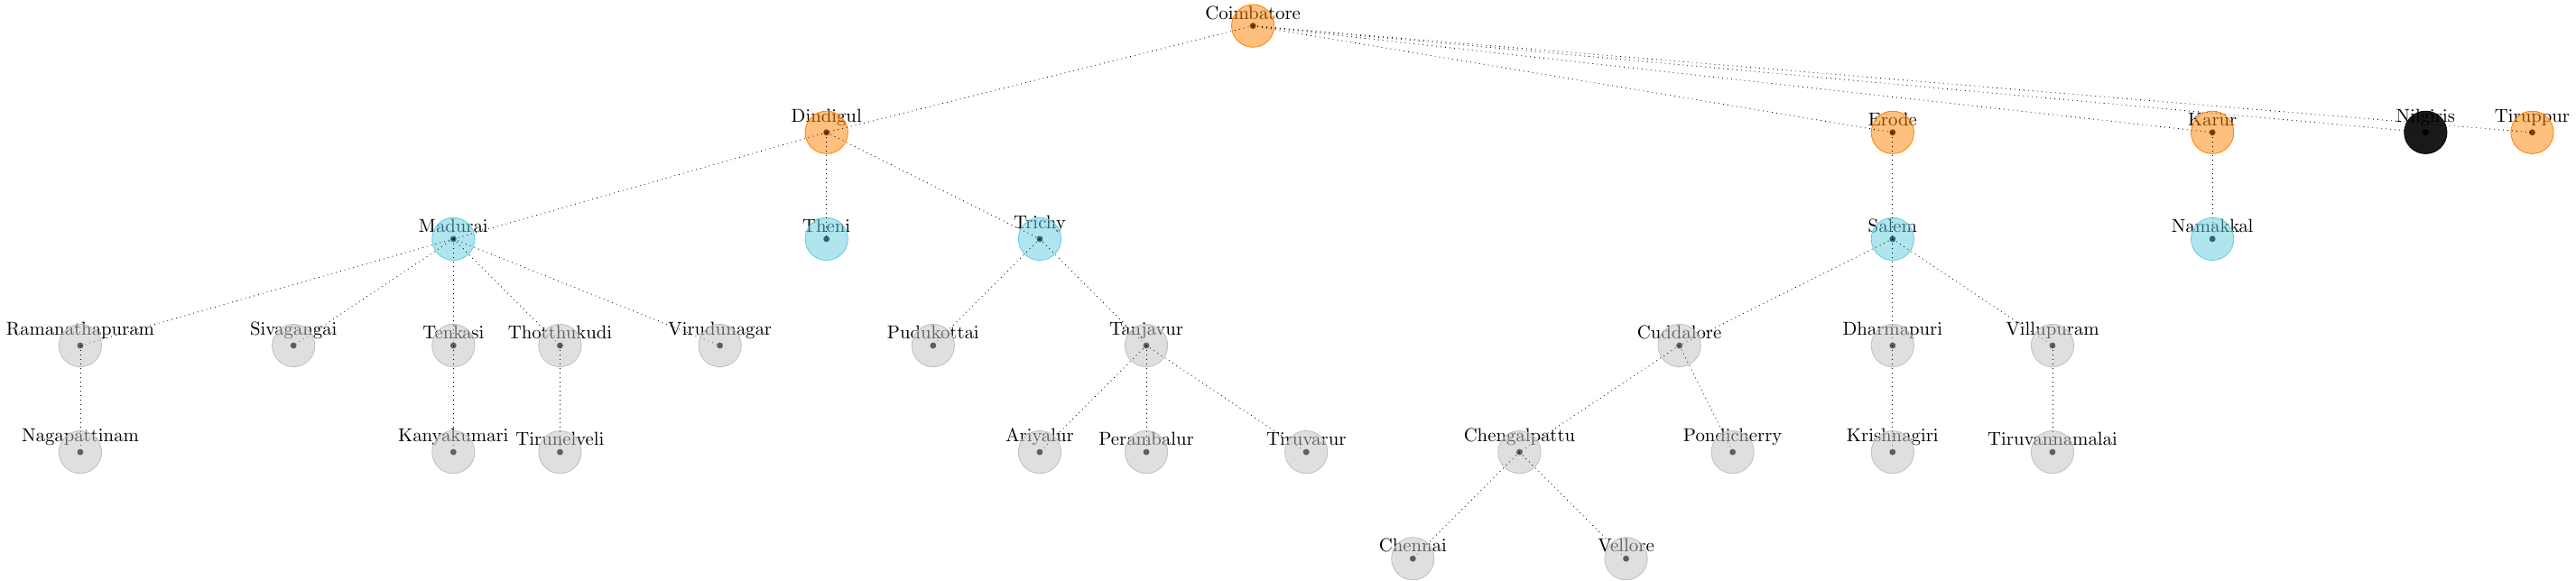 Coimbatore
Dindigul
Erode
Karur
Nilgiris
Tiruppur
Madurai
Theni
Trichy
Salem
Namakkal
Ramanathapuram
Sivagangai
Tenkasi
Thotthukudi
Virudunagar
Pudukottai
Tanjavur
Cuddalore
Dharmapuri
Villupuram
Nagapattinam
Kanyakumari
Tirunelveli
Ariyalur
Perambalur
Tiruvarur
Chengalpattu
Pondicherry
Krishnagiri
Tiruvannamalai
Chennai
Vellore